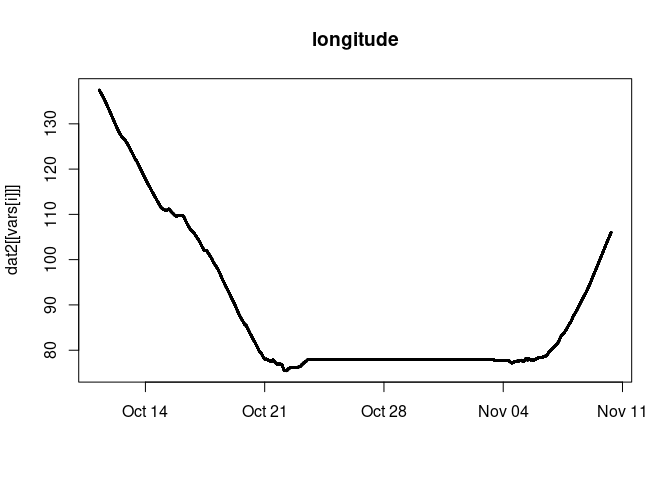 longitude
dat2[[vars[i]]]
130
120
110
100
90
80
Oct 14
Oct 21
Oct 28
Nov 04
Nov 11